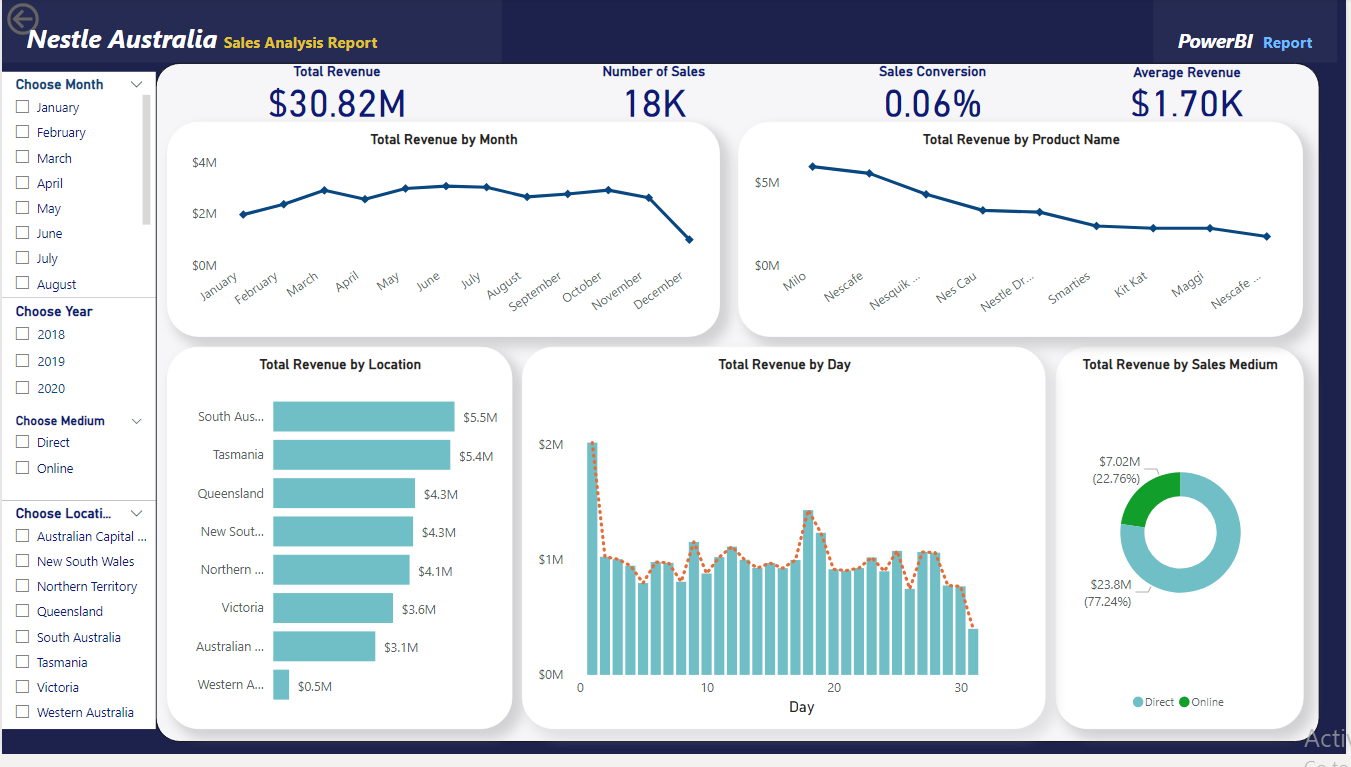 Nestle Australia Sales Analysis Report
PowerBI Report
Choose Month
January
February
March
April
May
June
July
August
Choose Year
2018
2019
2020
Choose Medium
Direct
Online
Choose Locati...
Australian Capital ...
New South Wales
Northern Territory
Queensland
South Australia
Tasmania
Victoria
Western Australia
Total Revenue
$30.82M
Number of Sales
18K
Sales Conversion
0.06%
Average Revenue
$1.70K
Total Revenue by Month
$4M
$2M
$0M
January
February
March
April
May
June
July
August
September
October
November
December
Total Revenue by Product Name
$5M
$0M
Milo
Nescafe
Nesquik ...
Nes Cau
Nestle Dr...
Smarties
Kit Kat
Maggi
Nescafe ...
Total Revenue by Location
South Aus... $5.5M
Tasmania $5.4M
Queensland $4.3M
New Sout... $4.3M
Northern ... $4.1M
Victoria $3.6M
Australian ... $3.1M
Western A... $0.5M
Total Revenue by Day
$2M
$1M
$0M
0 10 20 30
Day
Total Revenue by Sales Medium
$7.02M
(22.76%)
$23.8M
(77.24%)
Direct Online
Activ
Go to